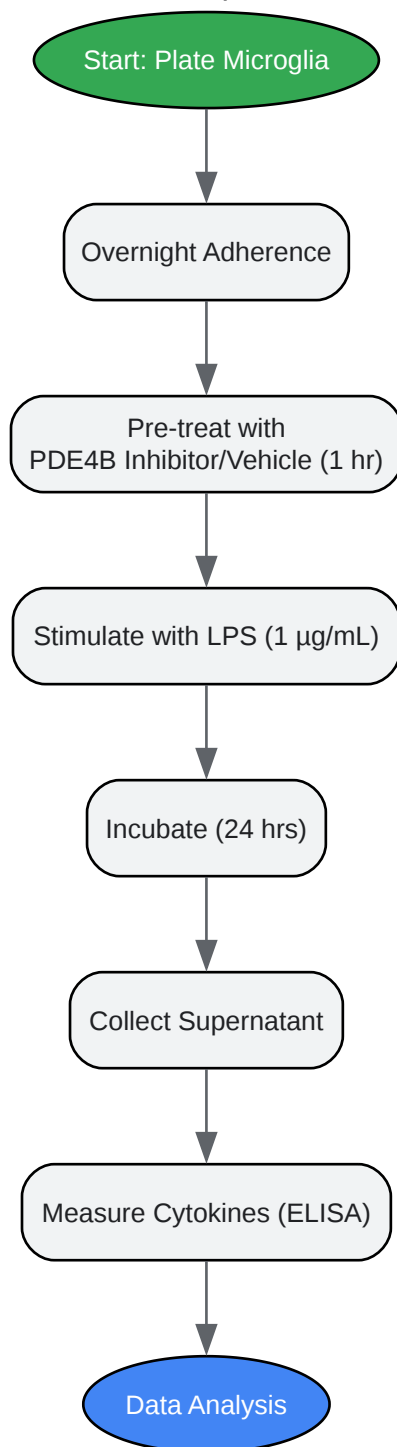 Start: Plate Microglia
Overnight Adherence
Pre-treat with
PDE4B Inhibitor/Vehicle (1 hr)
Stimulate with LPS (1 µg/mL)
Incubate (24 hrs)
Collect Supernatant
Measure Cytokines (ELISA)
Data Analysis